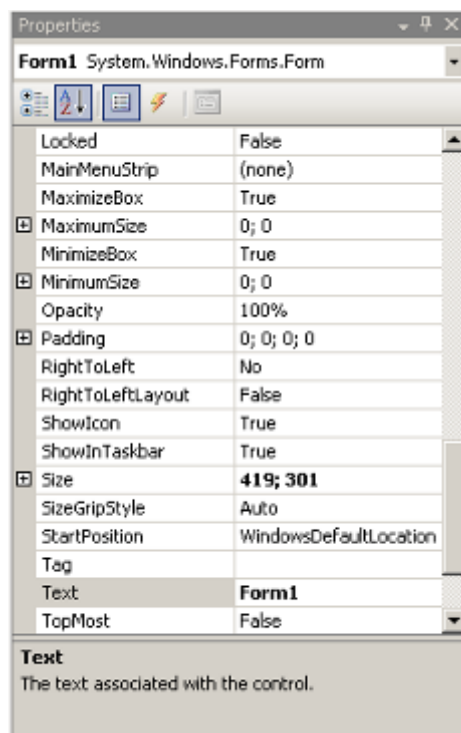 Properties
Form1 System.Windows.Forms.Form
Locked False
MainMenuStrip (none)
MaximizeBox True
MaximumSize 0; 0
MinimizeBox True
MinimumSize 0; 0
Opacity 100%
Padding 0; 0; 0; 0
RightToLeft No
RightToLeftLayout False
ShowIcon True
ShowInTaskbar True
Size 419; 301
SizeGripStyle Auto
StartPosition WindowsDefaultLocation
Tag
Text Form1
TopMost False
Text
The text associated with the control.